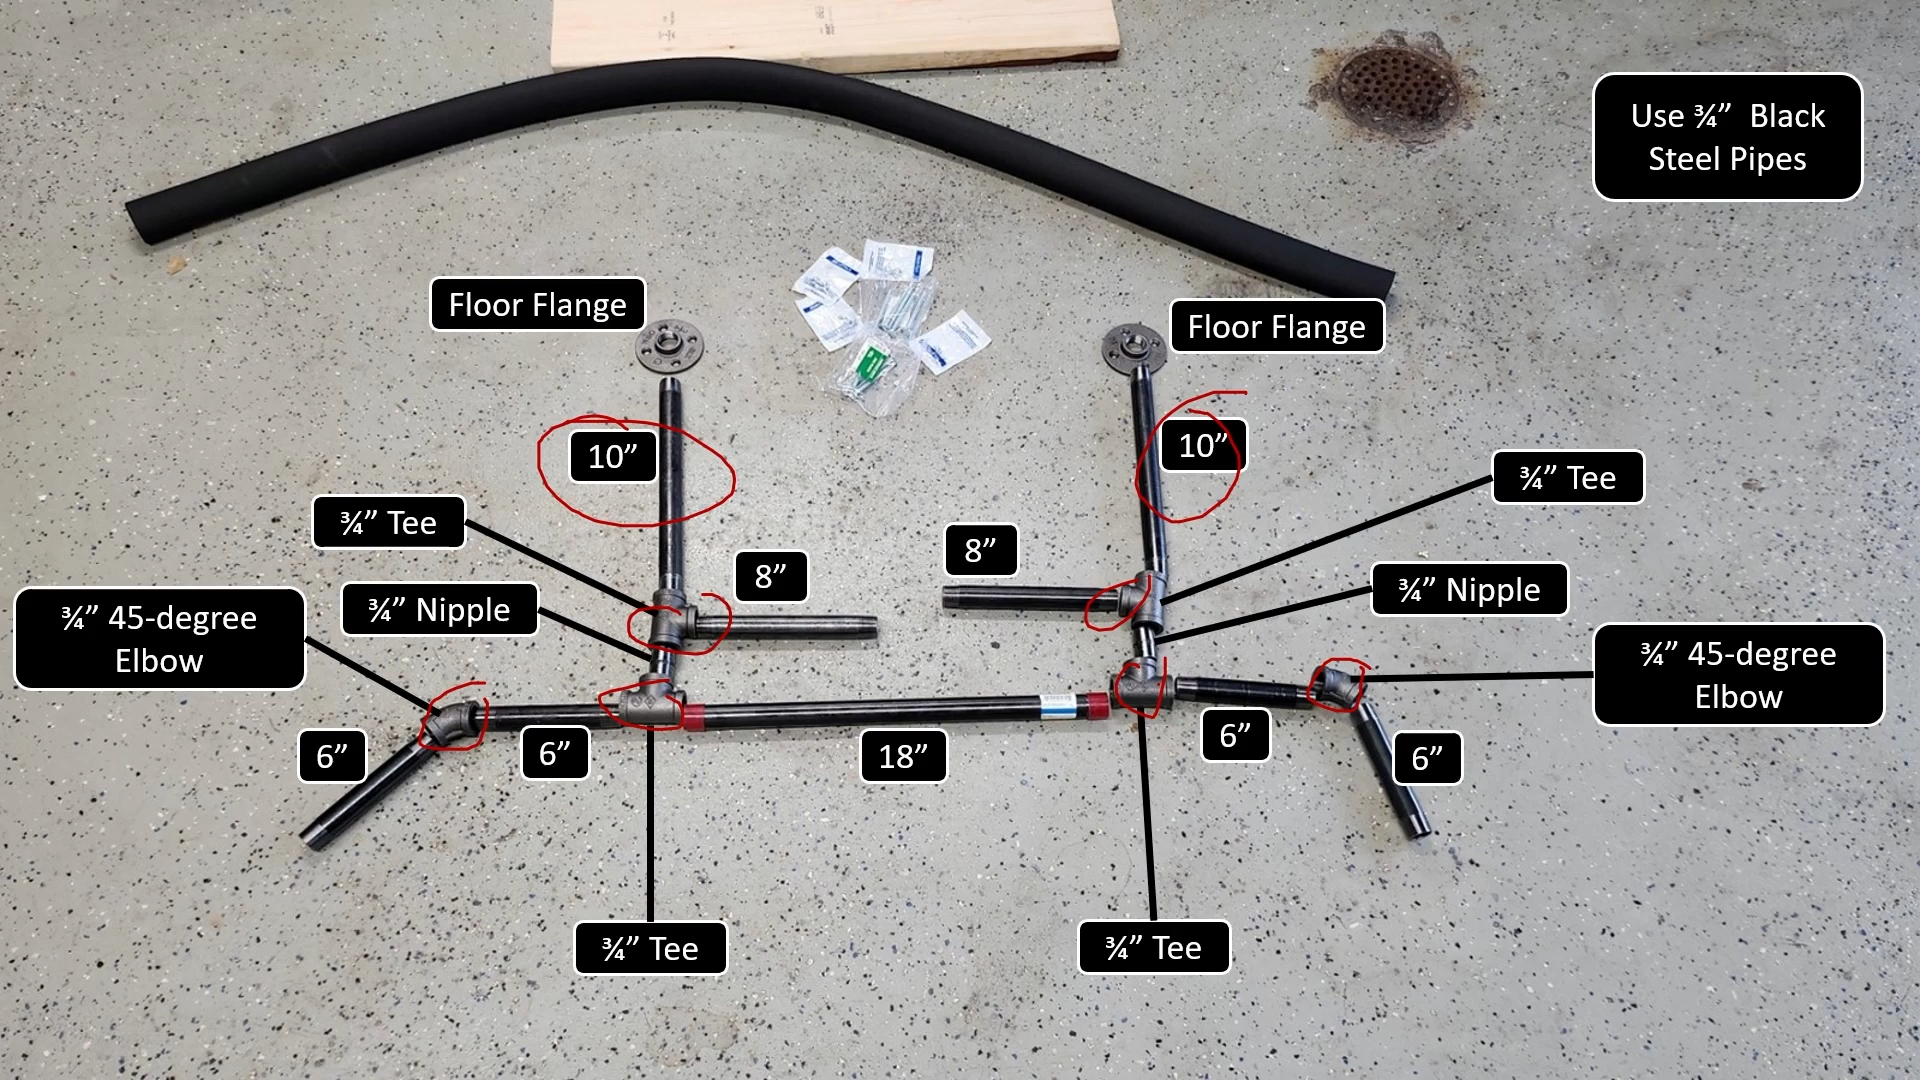 Use ¾” Black
Steel Pipes
Floor Flange
Floor Flange
10”
10”
¾” Tee
¾” Tee
8”
8”
¾” Nipple
¾” Nipple
¾” 45-degree
Elbow
¾” 45-degree
Elbow
6”
6”
18”
6”
6”
¾” Tee
¾” Tee